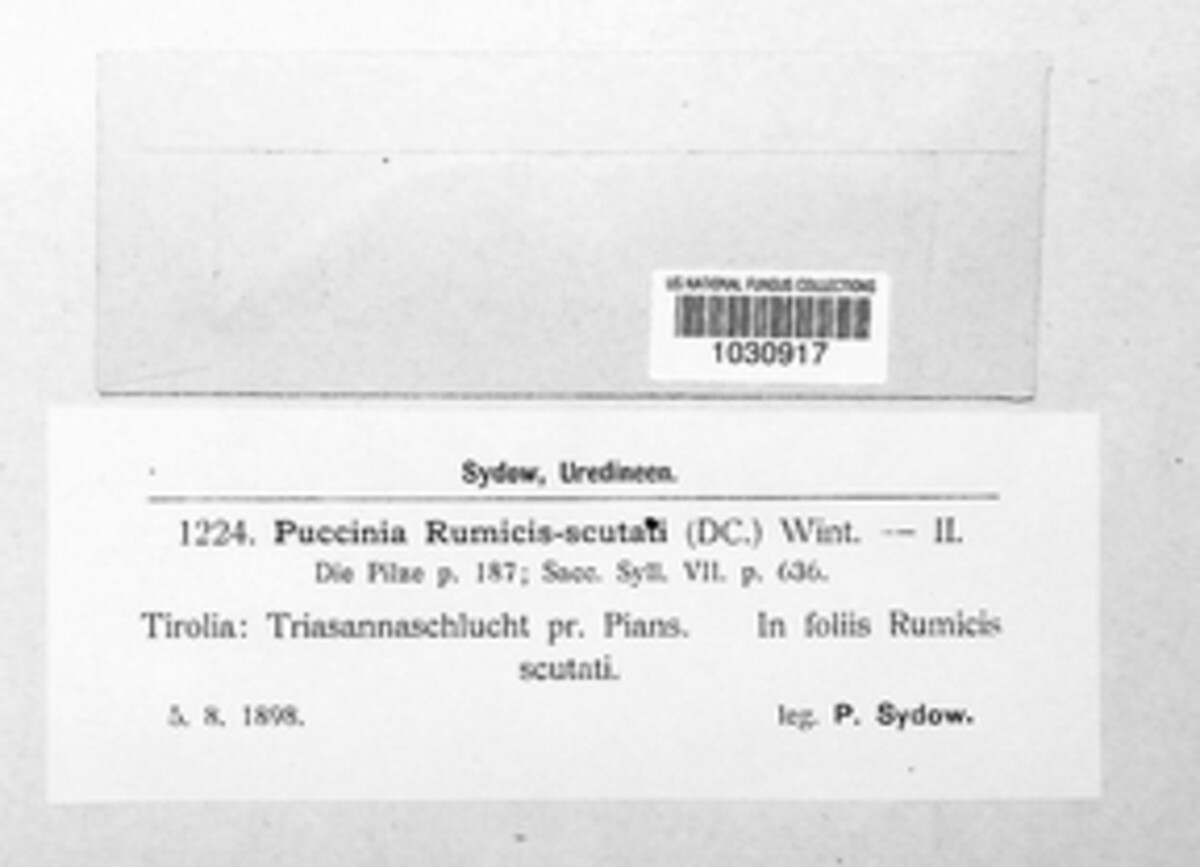 US NATIONAL FUNGUS COLLECTIONS
1030917
Sydow, Uredineen.
1224. Puccinia Rumicis-scutati (DC.) Wint. — II.
Die Pilze p. 187; Sacc. Syll. VII. p. 636.
Tirolia: Triasannaschlucht pr. Pians. In foliis Rumicis
scutati.
5. 8. 1898.
leg. P. Sydow.